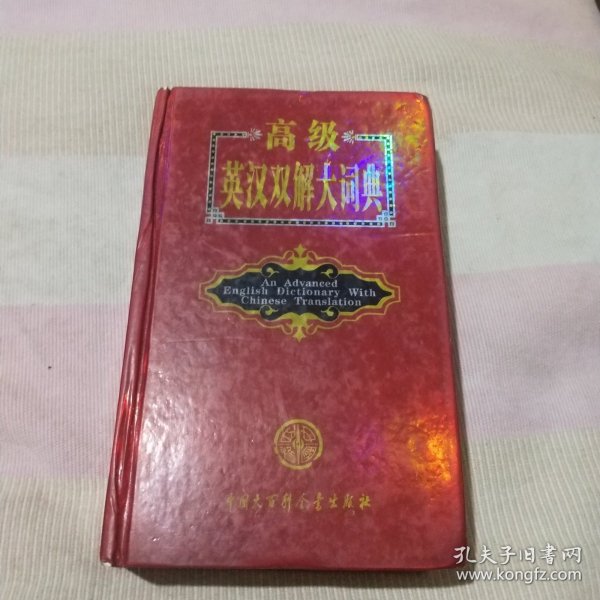 高级
英汉双解大词典
An Advanced
English Dictionary With
Chinese Translation
中国大百科全书出版社
孔夫子旧书网
www.kongfz.com